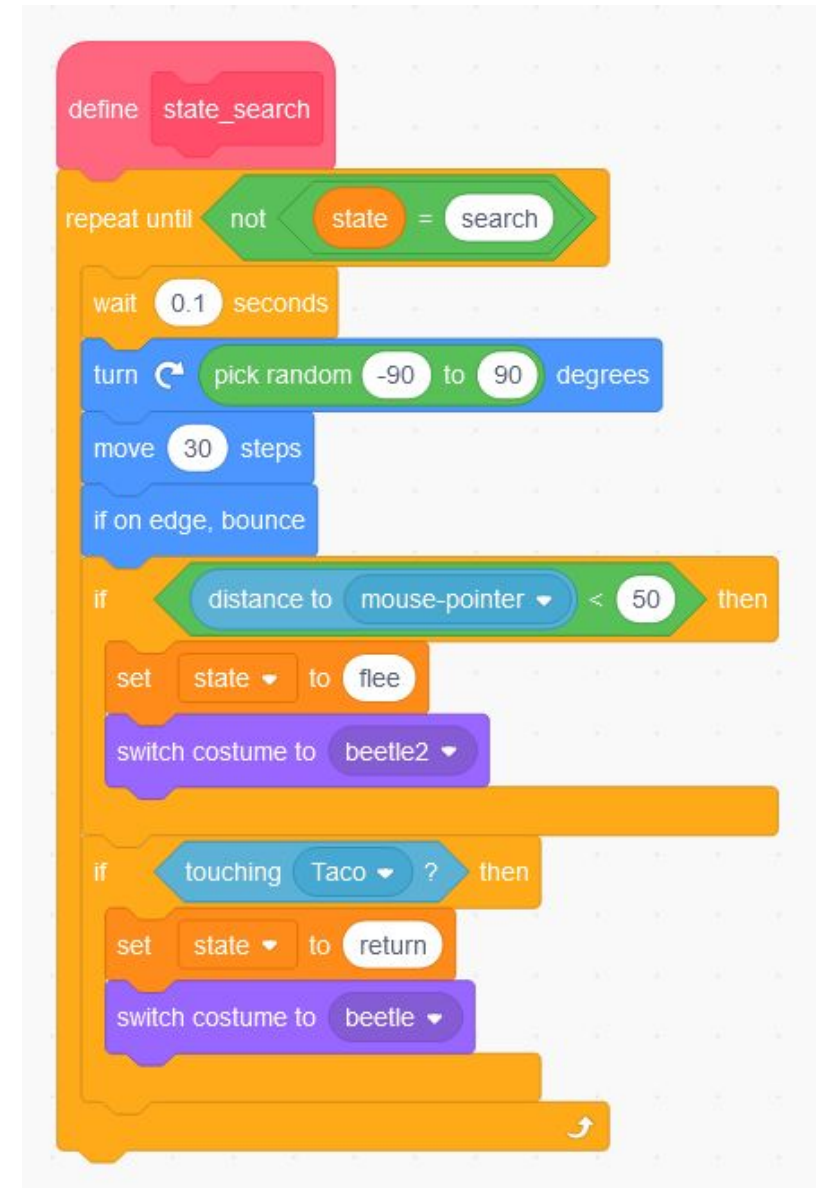 define state_search
repeat until not state = search
wait 0.1 seconds
turn pick random -90 to 90 degrees
move 30 steps
if on edge, bounce
if distance to mouse-pointer < 50 then
set state to flee
switch costume to beetle2
if touching Taco ? then
set state to return
switch costume to beetle